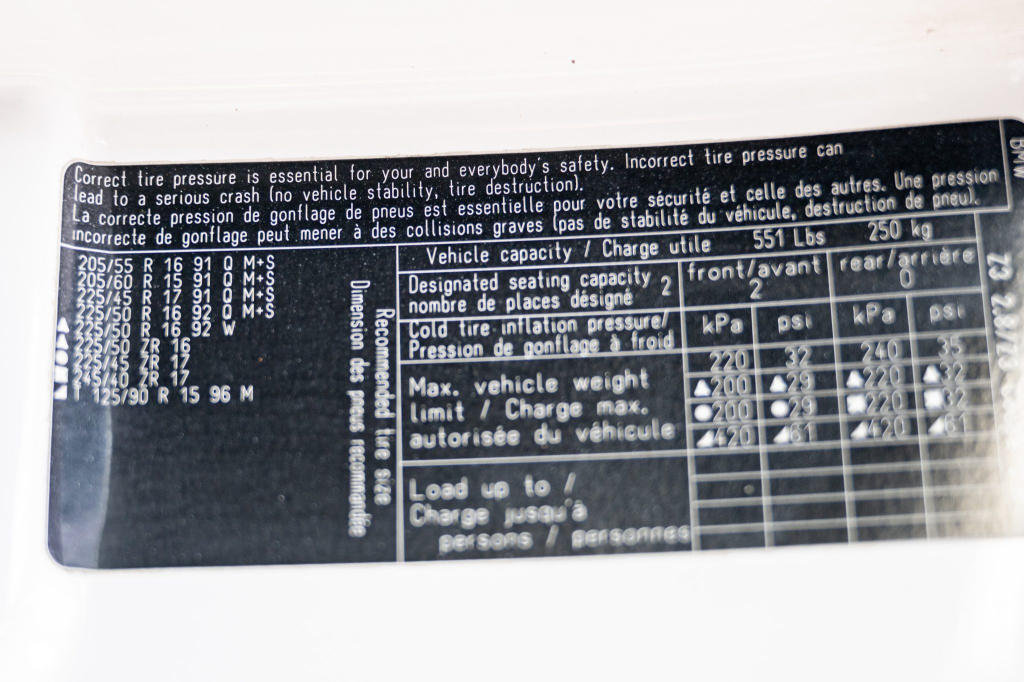 Correct tire pressure is essential for your and everybody's safety. Incorrect tire pressure can
lead to a serious crash (no vehicle stability, tire destruction).
La correcte pression de gonflage de pneus est essentielle pour votre sécurité et celle des autres. Une pression
incorrecte de gonflage peut mener à des collisions graves (pas de stabilité du véhicule, destruction de pneu).
BMW
Z3 2.8/Z3
205/55 R 16 91 Q M+S
205/60 R 15 91 Q M+S
225/45 R 17 91 Q M+S
225/50 R 16 92 Q M+S
225/50 R 16 92 W
225/50 ZR 16
225/45 ZR 17
245/40 ZR 17
T 125/90 R 15 96 M
Recommended tire size
Dimension des pneus recommandée
Vehicle capacity / Charge utile 551 Lbs 250 kg
Designated seating capacity 2 front/avant rear/arrière
nombre de places désigné 2 0
Cold tire inflation pressure/ kPa psi kPa psi
Pression de gonflage à froid
220 32 240 35
Max. vehicle weight ▲200 ▲29 ▲220 ▲32
limit / Charge max. ●200 ●29 ■220 ■32
autorisée du véhicule ◢420 ◢61 ◢420 ◢61
Load up to /
Charge jusqu'à
persons / personnes